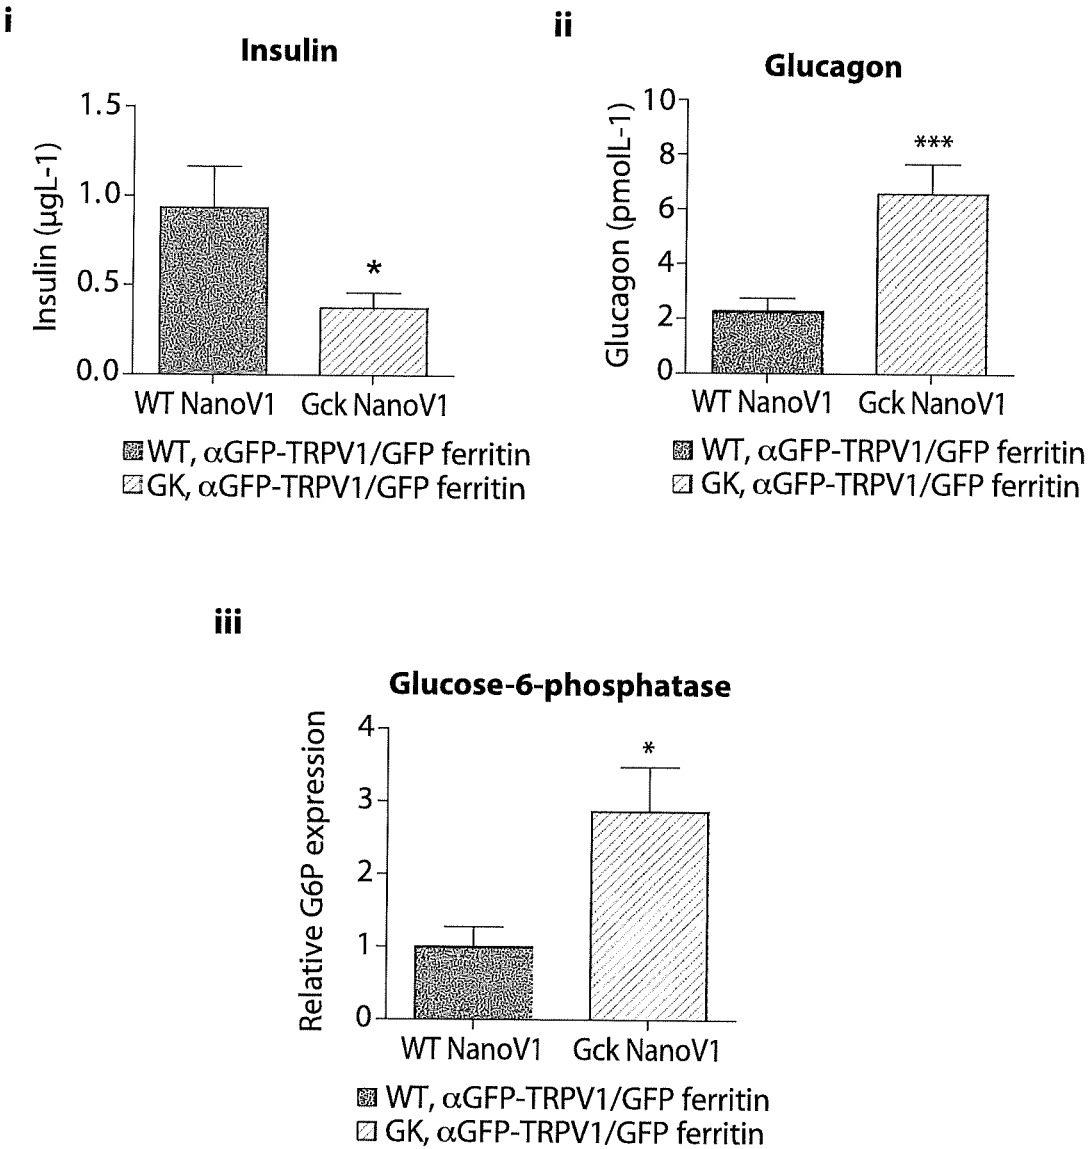 i
Insulin
Insulin (µgL-1)
1.5
1.0
0.5
0.0
*
WT NanoV1 Gck NanoV1
WT, αGFP-TRPV1/GFP ferritin
GK, αGFP-TRPV1/GFP ferritin
ii
Glucagon
Glucagon (pmolL-1)
10
8
6
4
2
0
***
WT NanoV1 Gck NanoV1
WT, αGFP-TRPV1/GFP ferritin
GK, αGFP-TRPV1/GFP ferritin
iii
Glucose-6-phosphatase
Relative G6P expression
4
3
2
1
0
*
WT NanoV1 Gck NanoV1
WT, αGFP-TRPV1/GFP ferritin
GK, αGFP-TRPV1/GFP ferritin